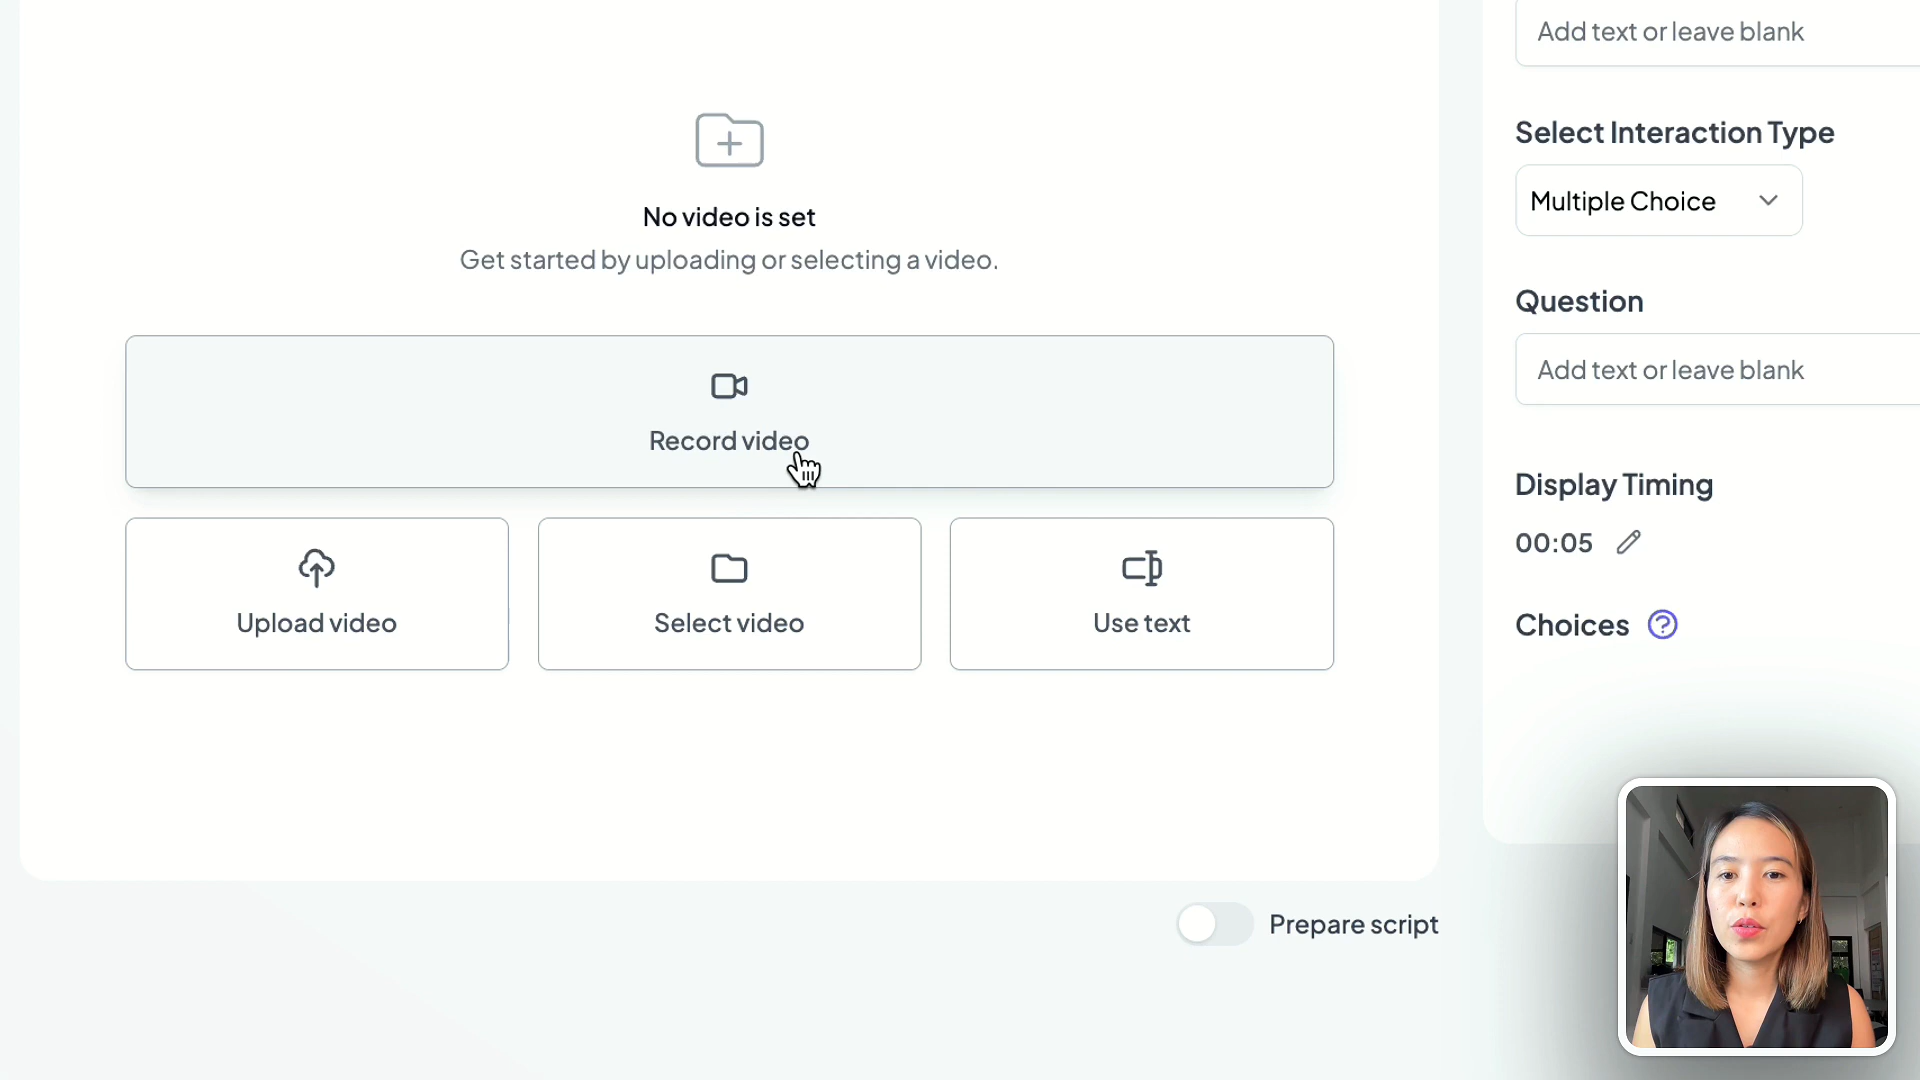 No video is set
Get started by uploading or selecting a video.
Record video
Upload video
Select video
Use text
Prepare script
Add text or leave blank
Select Interaction Type
Multiple Choice
Question
Add text or leave blank
Display Timing
00:05
Choices